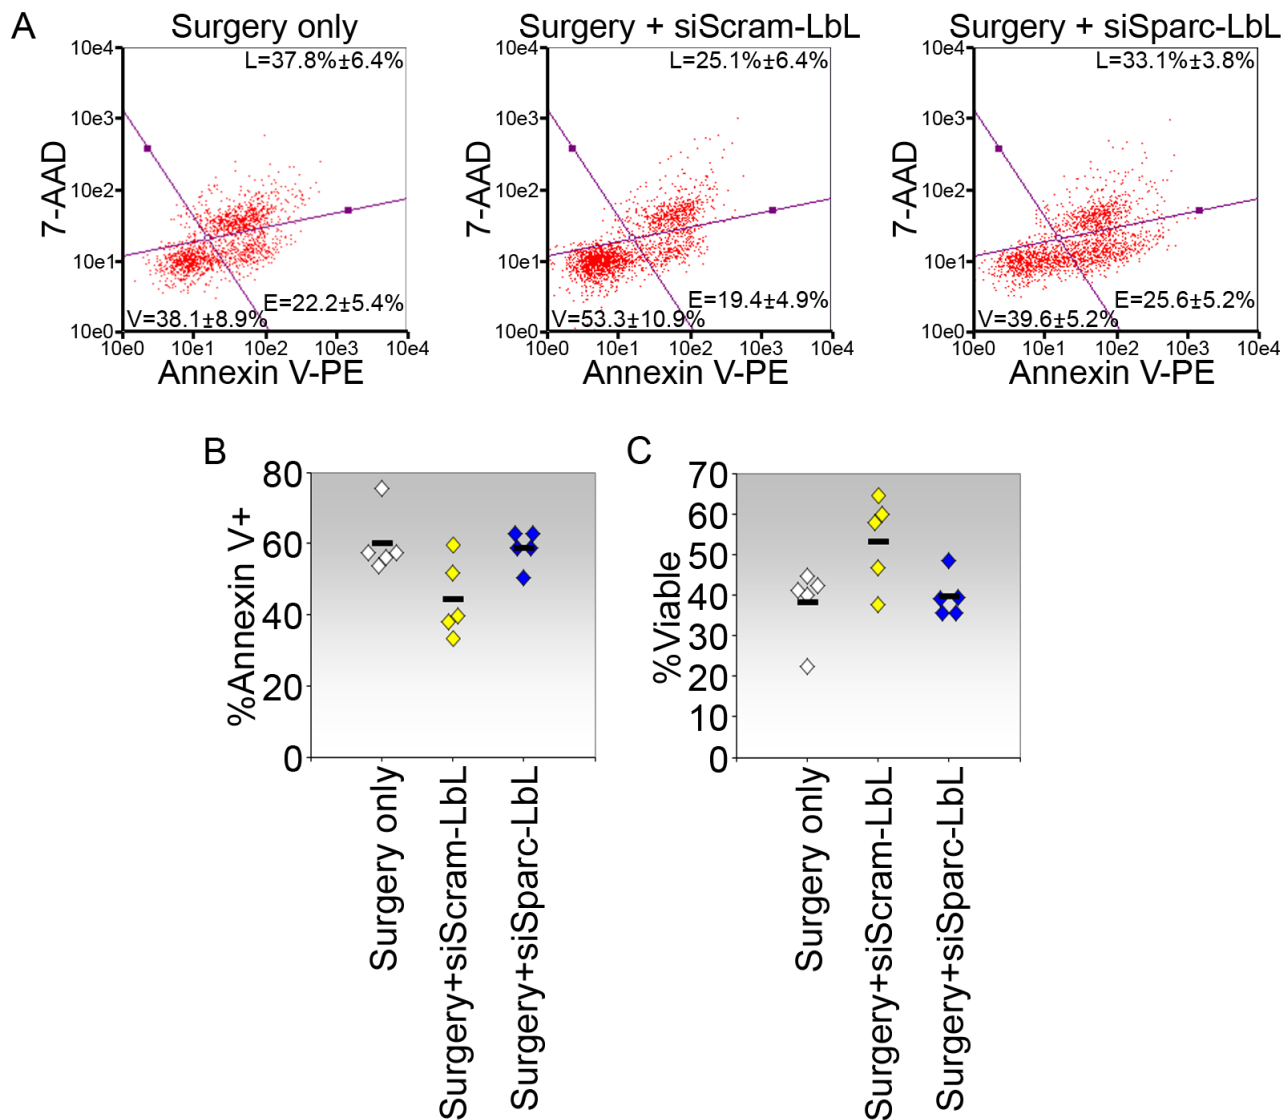 A
Surgery only
Surgery + siScram-LbL
Surgery + siSparc-LbL
10e4
L=37.8%±6.4%
10e3
10e2
10e1
10e0
7-AAD
E=22.2±5.4%
V=38.1±8.9%
10e0 10e1 10e2 10e3 10e4
Annexin V-PE
10e4
L=25.1%±6.4%
10e3
10e2
10e1
10e0
7-AAD
E=19.4±4.9%
V=53.3±10.9%
10e0 10e1 10e2 10e3 10e4
Annexin V-PE
10e4
L=33.1%±3.8%
10e3
10e2
10e1
10e0
7-AAD
E=25.6±5.2%
V=39.6±5.2%
10e0 10e1 10e2 10e3 10e4
Annexin V-PE
B
%Annexin V+
80
60
40
20
0
Surgery only
Surgery+siScram-LbL
Surgery+siSparc-LbL
C
%Viable
70
60
50
40
30
20
10
0
Surgery only
Surgery+siScram-LbL
Surgery+siSparc-LbL